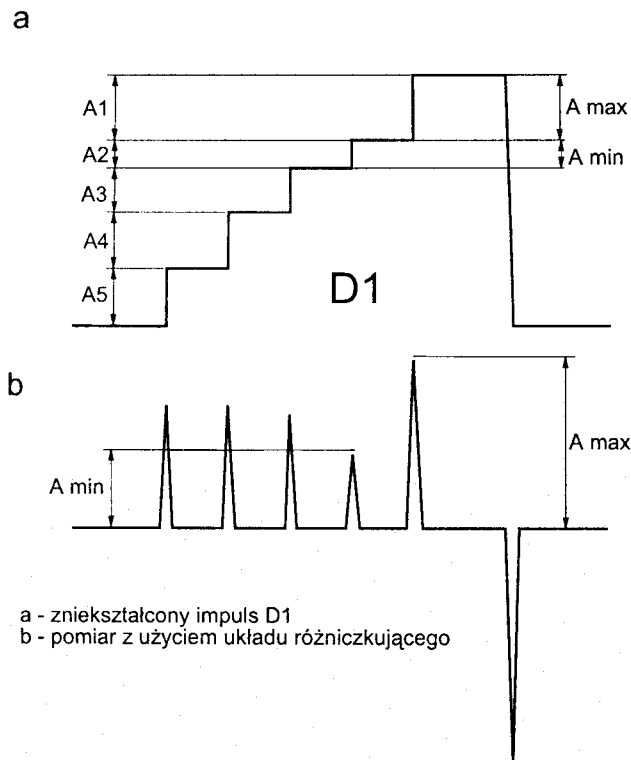 a
A1
A max
A2
A min
A3
A4
A5
D1
b
A min
A max
a - zniekształcony impuls D1
b - pomiar z użyciem układu różniczkującego